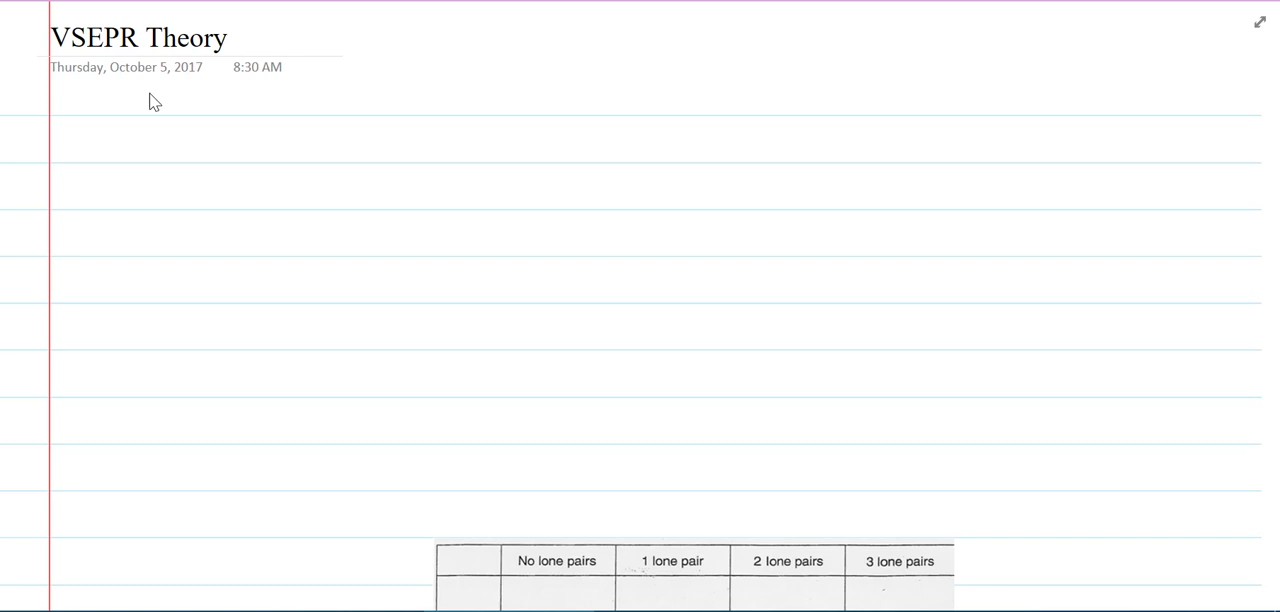 VSEPR Theory
Thursday, October 5, 2017 8:30 AM
No lone pairs 1 lone pair 2 lone pairs 3 lone pairs